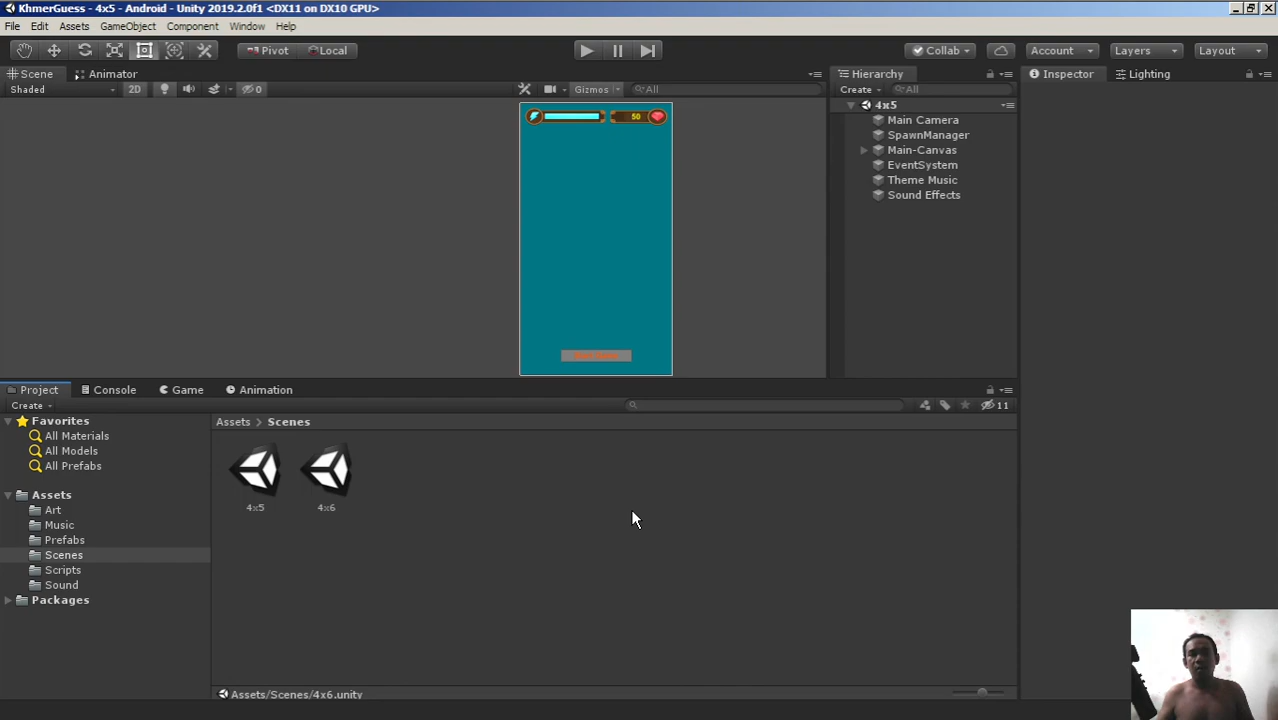 KhmerGuess - 4x5 - Android - Unity 2019.2.0f1 <DX11 on DX10 GPU>
File Edit Assets GameObject Component Window Help
Pivot Local Collab Account Layers Layout
Scene Animator
Shaded 2D 0 Gizmos All
50
Hierarchy
Create All
4x5
Main Camera
SpawnManager
Main-Canvas
EventSystem
Theme Music
Sound Effects
Inspector Lighting
Project Console Game Animation
Create 11
Favorites
All Materials
All Models
All Prefabs
Assets
Art
Music
Prefabs
Scenes
Scripts
Sound
Packages
Assets > Scenes
4x5 4x6
Assets/Scenes/4x6.unity